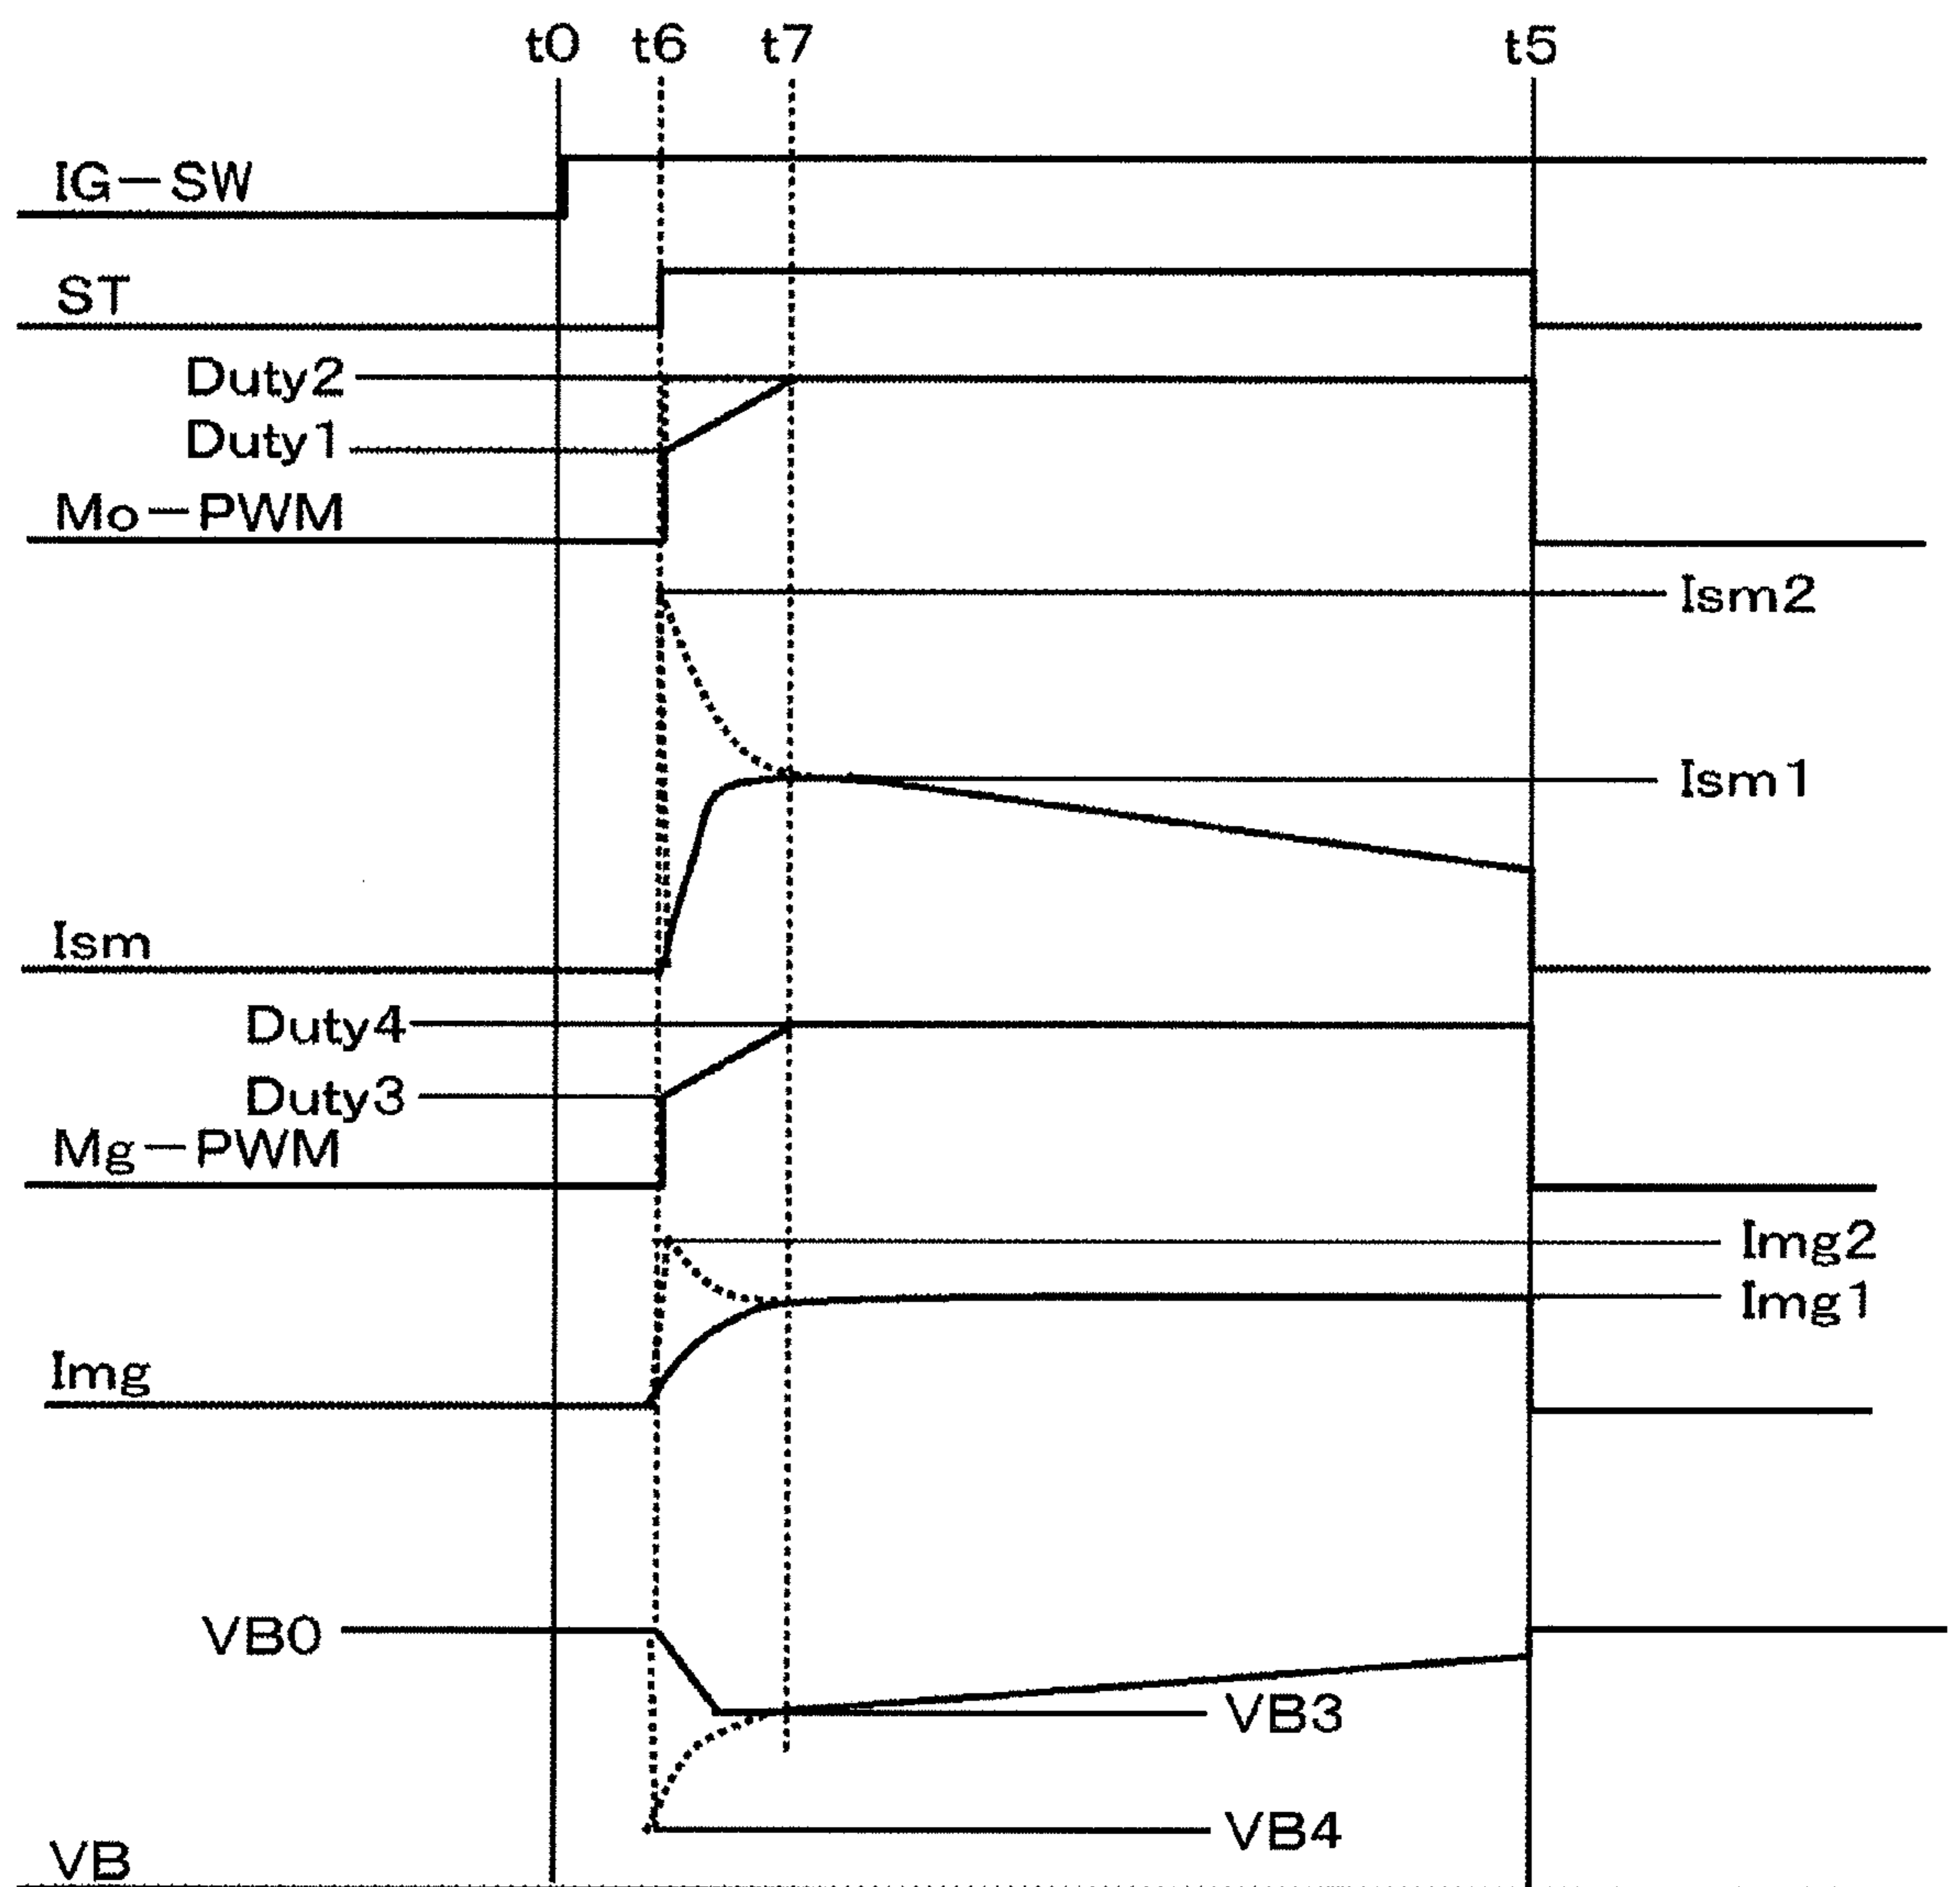 t0 t6 t7 t5
IG−SW
ST
Duty2
Duty1
Mo−PWM
Ism2
Ism1
Ism
Duty4
Duty3
Mg−PWM
Img2
Img1
Img
VB0
VB3
VB4
VB